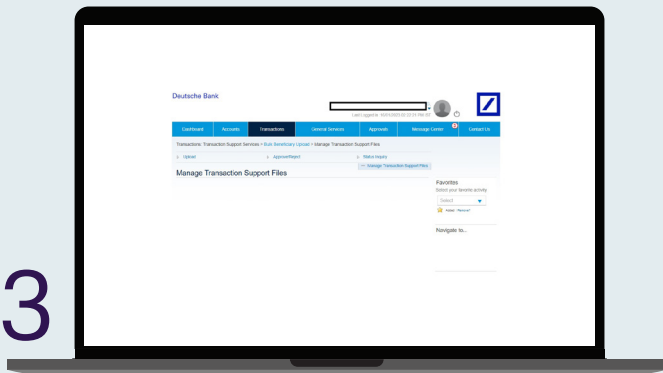 Deutsche Bank
Dashboard Accounts Transactions General Services Approvals Message Center Contact Us
Transactions: Transaction Support Services > Bulk Beneficiary Upload > Manage Transaction Support Files
Upload Approve/Reject Status Inquiry
Manage Transaction Support Files
Manage Transaction Support Files
Favorites
Select your favorite activity
Select
Navigate to...
3